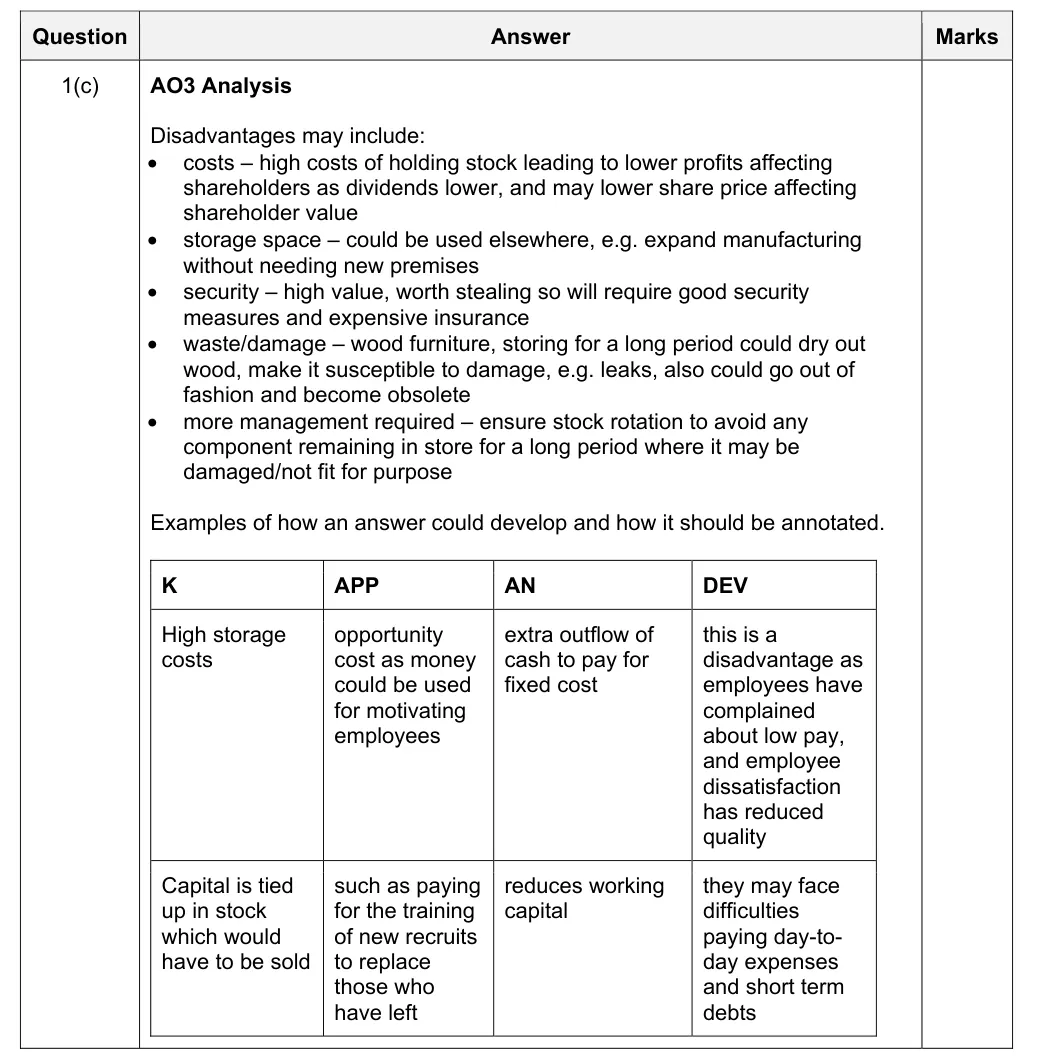 Question Answer Marks
1(c) AO3 Analysis
Disadvantages may include:
• costs – high costs of holding stock leading to lower profits affecting
shareholders as dividends lower, and may lower share price affecting
shareholder value
• storage space – could be used elsewhere, e.g. expand manufacturing
without needing new premises
• security – high value, worth stealing so will require good security
measures and expensive insurance
• waste/damage – wood furniture, storing for a long period could dry out
wood, make it susceptible to damage, e.g. leaks, also could go out of
fashion and become obsolete
• more management required – ensure stock rotation to avoid any
component remaining in store for a long period where it may be
damaged/not fit for purpose
Examples of how an answer could develop and how it should be annotated.
K APP AN DEV
High storage
costs
opportunity
cost as money
could be used
for motivating
employees
extra outflow of
cash to pay for
fixed cost
this is a
disadvantage as
employees have
complained
about low pay,
and employee
dissatisfaction
has reduced
quality
Capital is tied
up in stock
which would
have to be sold
such as paying
for the training
of new recruits
to replace
those who
have left
reduces working
capital
they may face
difficulties
paying day-to-
day expenses
and short term
debts